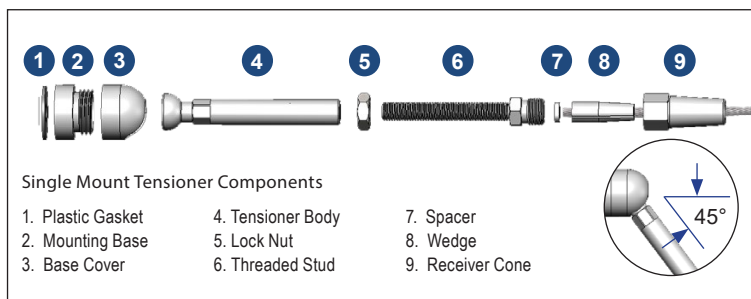 1 2 3 4 5 6 7 8 9
Single Mount Tensioner Components
1. Plastic Gasket
2. Mounting Base
3. Base Cover
4. Tensioner Body
5. Lock Nut
6. Threaded Stud
7. Spacer
8. Wedge
9. Receiver Cone
45°